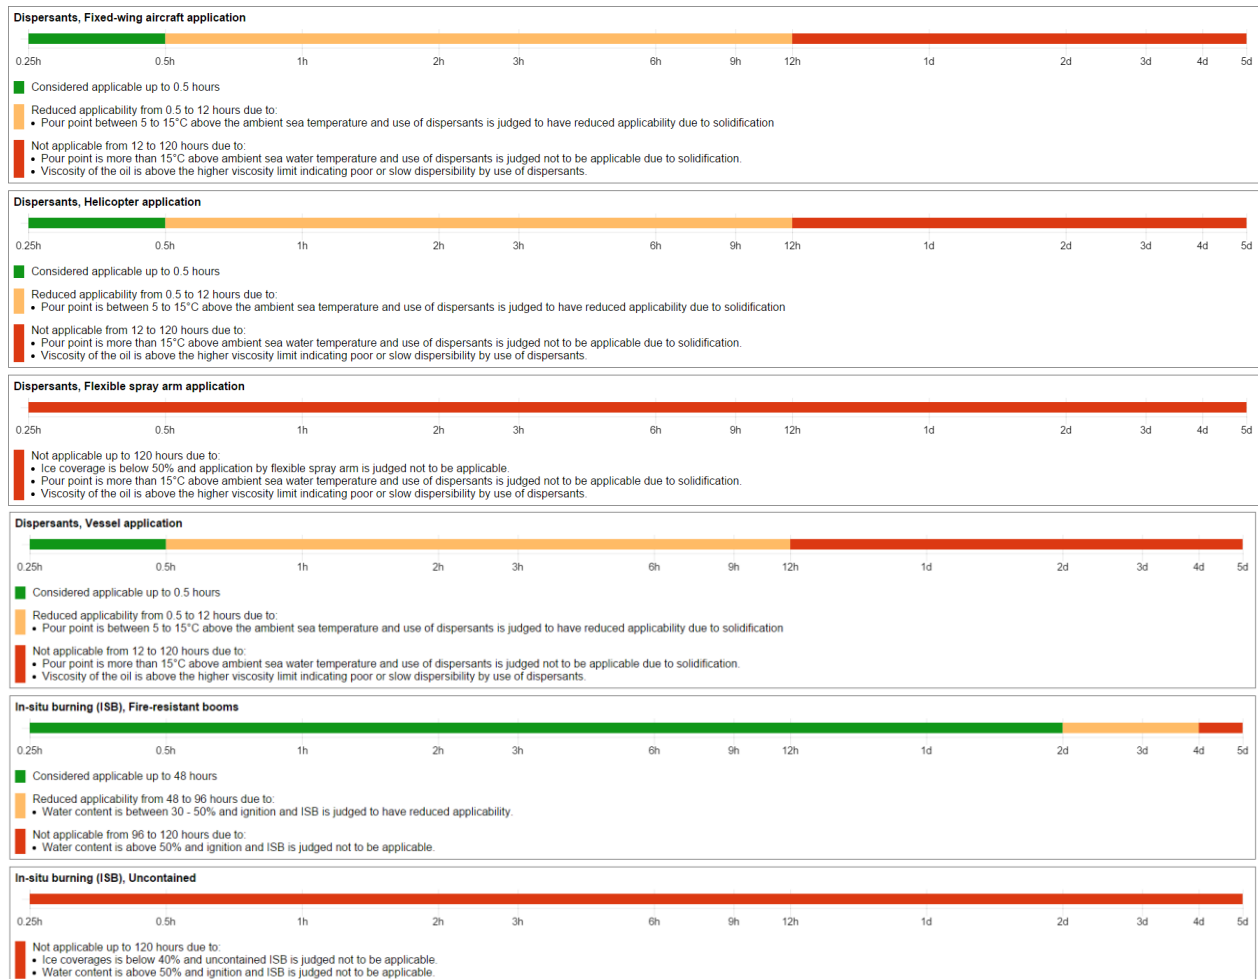 Dispersants, Fixed-wing aircraft application
0.25h 0.5h 1h 2h 3h 6h 9h 12h 1d 2d 3d 4d 5d
Considered applicable up to 0.5 hours
Reduced applicability from 0.5 to 12 hours due to:
• Pour point between 5 to 15°C above the ambient sea temperature and use of dispersants is judged to have reduced applicability due to solidification
Not applicable from 12 to 120 hours due to:
• Pour point is more than 15°C above ambient sea water temperature and use of dispersants is judged not to be applicable due to solidification.
• Viscosity of the oil is above the higher viscosity limit indicating poor or slow dispersibility by use of dispersants.
Dispersants, Helicopter application
0.25h 0.5h 1h 2h 3h 6h 9h 12h 1d 2d 3d 4d 5d
Considered applicable up to 0.5 hours
Reduced applicability from 0.5 to 12 hours due to:
• Pour point is between 5 to 15°C above the ambient sea temperature and use of dispersants is judged to have reduced applicability due to solidification
Not applicable from 12 to 120 hours due to:
• Pour point is more than 15°C above ambient sea water temperature and use of dispersants is judged not to be applicable due to solidification.
• Viscosity of the oil is above the higher viscosity limit indicating poor or slow dispersibility by use of dispersants.
Dispersants, Flexible spray arm application
0.25h 0.5h 1h 2h 3h 6h 9h 12h 1d 2d 3d 4d 5d
Not applicable up to 120 hours due to:
• Ice coverage is below 50% and application by flexible spray arm is judged not to be applicable.
• Pour point is more than 15°C above ambient sea water temperature and use of dispersants is judged not to be applicable due to solidification.
• Viscosity of the oil is above the higher viscosity limit indicating poor or slow dispersibility by use of dispersants.
Dispersants, Vessel application
0.25h 0.5h 1h 2h 3h 6h 9h 12h 1d 2d 3d 4d 5d
Considered applicable up to 0.5 hours
Reduced applicability from 0.5 to 12 hours due to:
• Pour point is between 5 to 15°C above the ambient sea temperature and use of dispersants is judged to have reduced applicability due to solidification
Not applicable from 12 to 120 hours due to:
• Pour point is more than 15°C above ambient sea water temperature and use of dispersants is judged not to be applicable due to solidification.
• Viscosity of the oil is above the higher viscosity limit indicating poor or slow dispersibility by use of dispersants.
In-situ burning (ISB), Fire-resistant booms
0.25h 0.5h 1h 2h 3h 6h 9h 12h 1d 2d 3d 4d 5d
Considered applicable up to 48 hours
Reduced applicability from 48 to 96 hours due to:
• Water content is between 30 - 50% and ignition and ISB is judged to have reduced applicability.
Not applicable from 96 to 120 hours due to:
• Water content is above 50% and ignition and ISB is judged not to be applicable.
In-situ burning (ISB), Uncontained
0.25h 0.5h 1h 2h 3h 6h 9h 12h 1d 2d 3d 4d 5d
Not applicable up to 120 hours due to:
• Ice coverages is below 40% and uncontained ISB is judged not to be applicable.
• Water content is above 50% and ignition and ISB is judged not to be applicable.